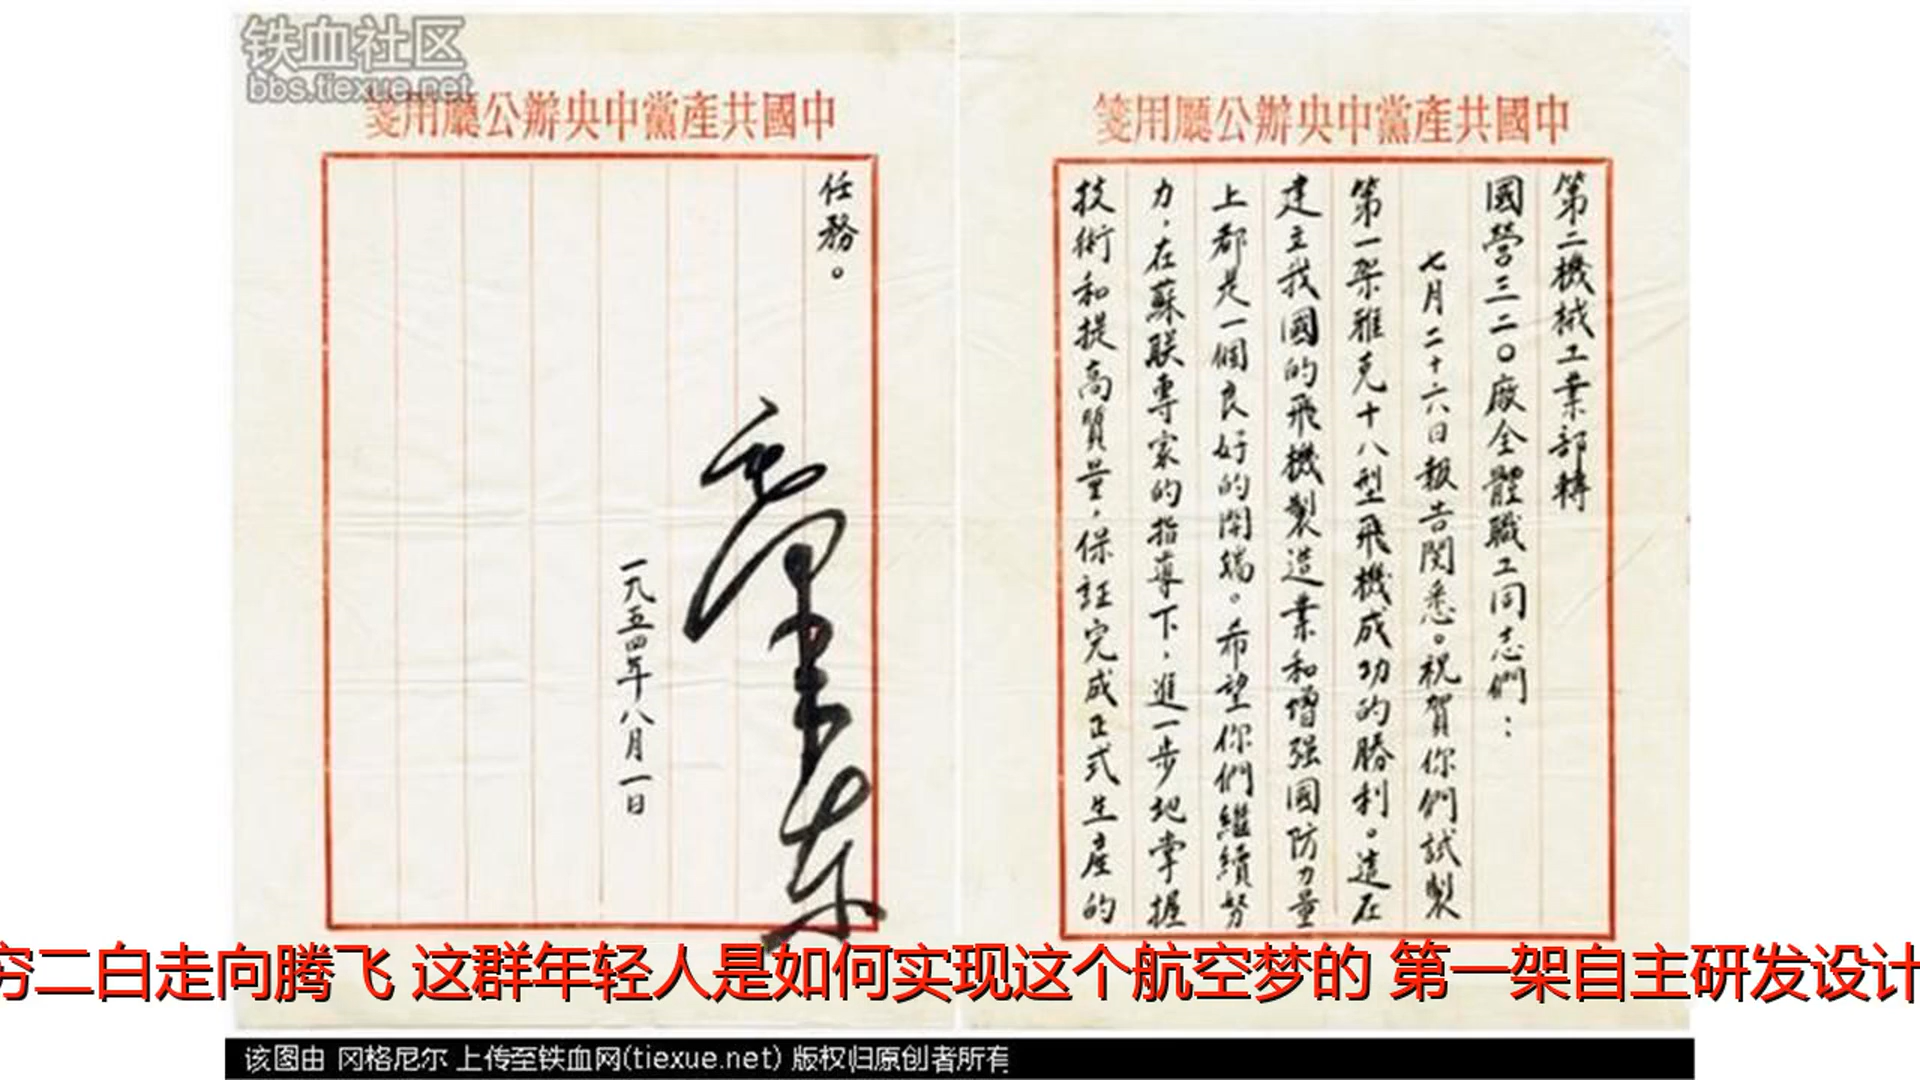 铁血社区
bbs.tiexue.net
中國共產黨中央辦公廳用箋
第二機械工業部轉
國營三二〇廠全體職工同志們：
七月二十六日報告閱悉。祝賀你們試製
第一架雅克十八型飛機成功的勝利。這在
建立我國的飛機製造業和增强國防力量
上都是一個良好的開端。希望你們繼續努
力，在蘇联專家的指導下，進一步地掌握
技術和提高質量，保証完成正式生產的
中國共產黨中央辦公廳用箋
任務。
毛澤東
一九五四年八月一日
穷二白走向腾飞 这群年轻人是如何实现这个航空梦的 第一架自主研发设计
该图由 冈格尼尔 上传至铁血网(tiexue.net) 版权归原创者所有